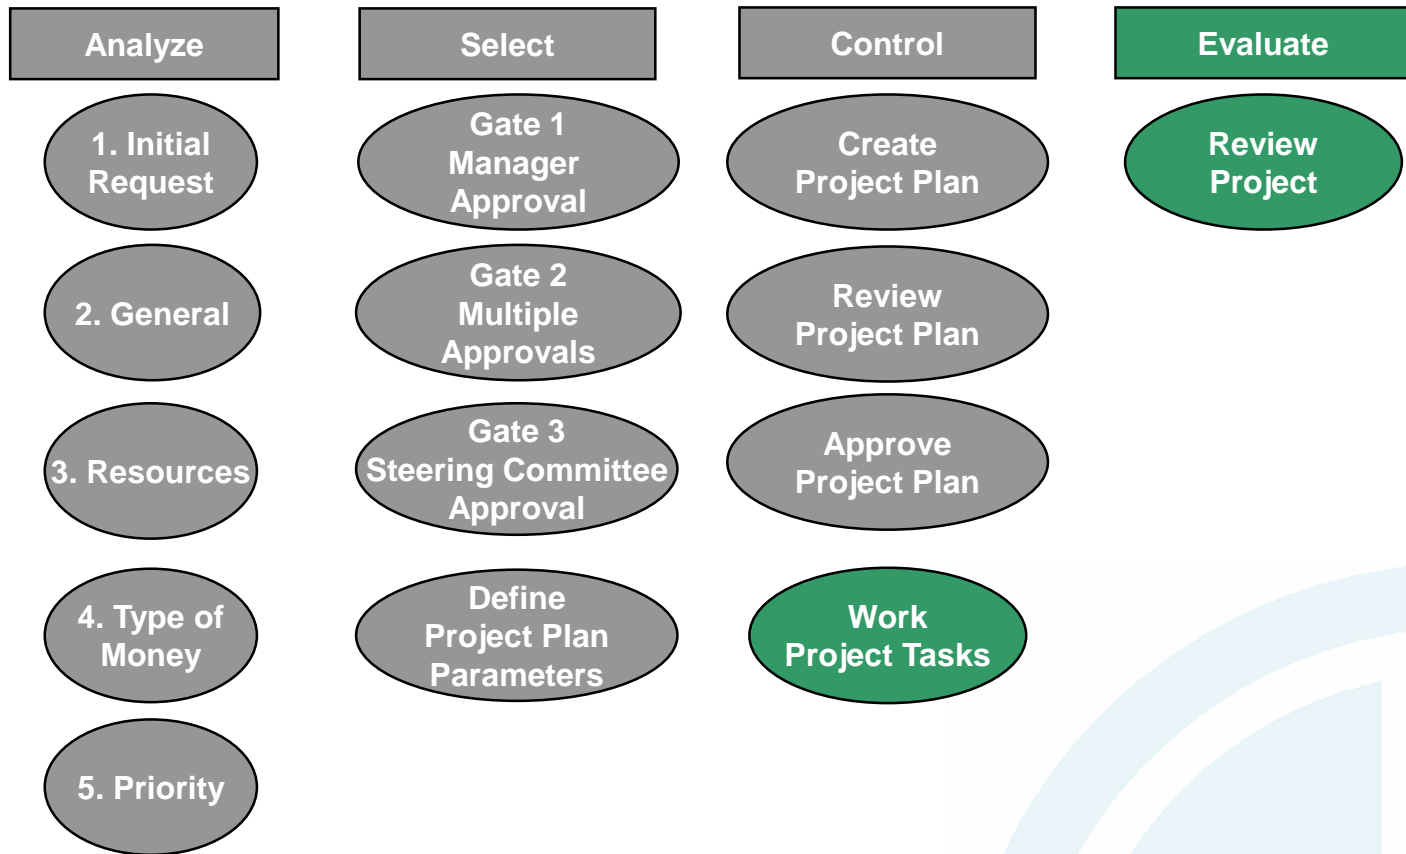 Analyze
1. Initial
Request
2. General
3. Resources
4. Type of
Money
5. Priority
Select
Gate 1
Manager
Approval
Gate 2
Multiple
Approvals
Gate 3
Steering Committee
Approval
Define
Project Plan
Parameters
Control
Create
Project Plan
Review
Project Plan
Approve
Project Plan
Work
Project Tasks
Evaluate
Review
Project